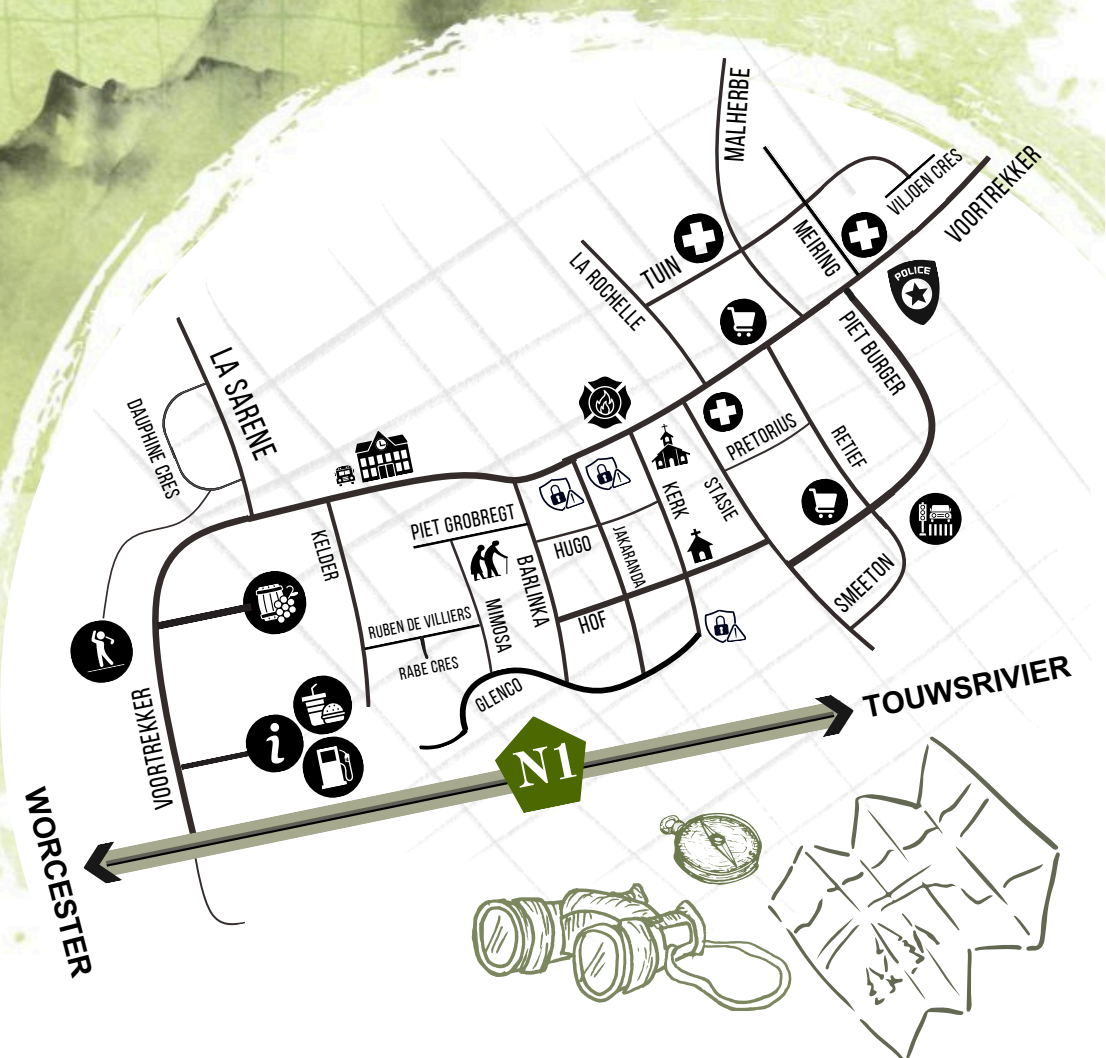 MALHERBE
VILJOEN CRES
VOORTREKKER
MEIRING
TUIN
LA ROCHELLE
POLICE
PIET BURGER
LA SARENE
DAUPHINE CRES
PRETORIUS
RETIEF
STASIE
KERK
PIET GROBREGT
KELDER
HUGO
JAKARANDA
BARLINKA
SMEETON
MIMOSA
RUBEN DE VILLIERS
HOF
RABE CRES
GLENCO
VOORTREKKER
i
TOUWSRIVIER
N1
WORCESTER